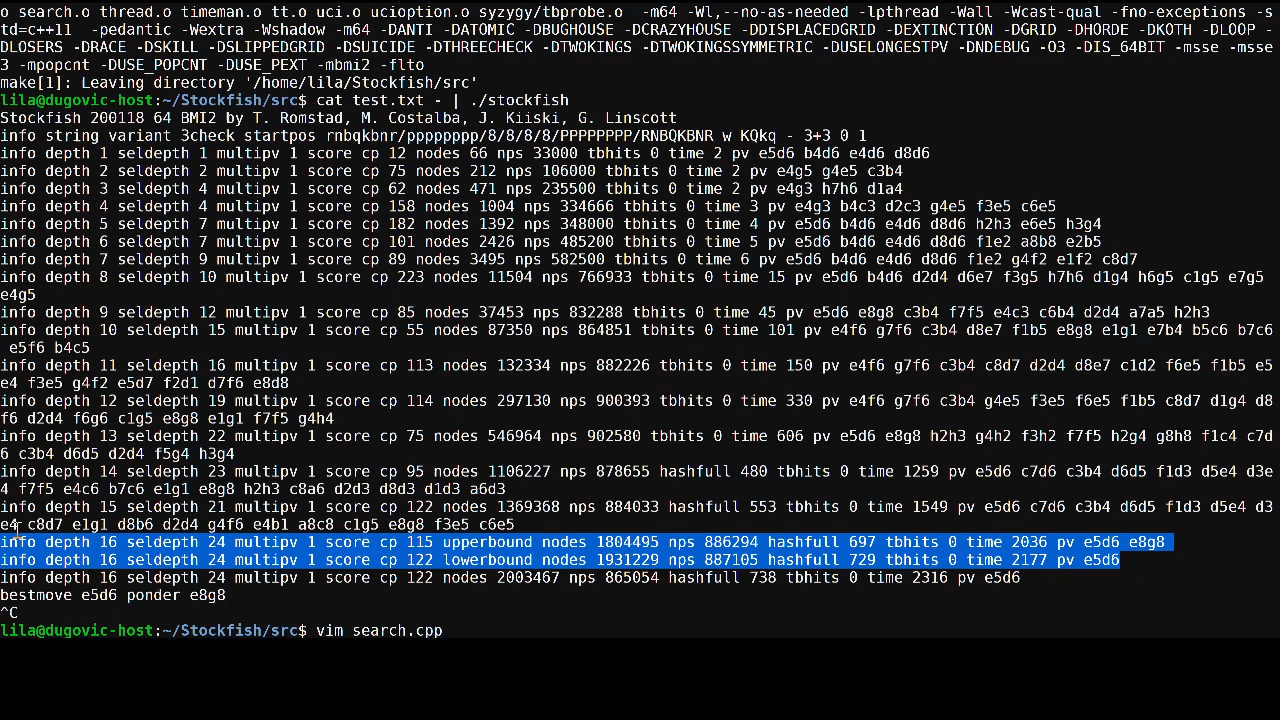 o search.o thread.o timeman.o tt.o uci.o ucioption.o syzygy/tbprobe.o  -m64 -Wl,--no-as-needed -lpthread -Wall -Wcast-qual -fno-exceptions -s
td=c++11  -pedantic -Wextra -Wshadow -m64 -DANTI -DATOMIC -DBUGHOUSE -DCRAZYHOUSE -DDISPLACEDGRID -DEXTINCTION -DGRID -DHORDE -DKOTH -DLOOP -
DLOSERS -DRACE -DSKILL -DSLIPPEDGRID -DSUICIDE -DTHREECHECK -DTWOKINGS -DTWOKINGSSYMMETRIC -DUSELONGESTPV -DNDEBUG -O3 -DIS_64BIT -msse -msse
3 -mpopcnt -DUSE_POPCNT -DUSE_PEXT -mbmi2 -flto
make[1]: Leaving directory '/home/lila/Stockfish/src'
lila@dugovic-host:~/Stockfish/src$ cat test.txt - | ./stockfish
Stockfish 200118 64 BMI2 by T. Romstad, M. Costalba, J. Kiiski, G. Linscott
info string variant 3check startpos rnbqkbnr/pppppppp/8/8/8/8/PPPPPPPP/RNBQKBNR w KQkq - 3+3 0 1
info depth 1 seldepth 1 multipv 1 score cp 12 nodes 66 nps 33000 tbhits 0 time 2 pv e5d6 b4d6 e4d6 d8d6
info depth 2 seldepth 2 multipv 1 score cp 75 nodes 212 nps 106000 tbhits 0 time 2 pv e4g5 g4e5 c3b4
info depth 3 seldepth 4 multipv 1 score cp 62 nodes 471 nps 235500 tbhits 0 time 2 pv e4g3 h7h6 d1a4
info depth 4 seldepth 4 multipv 1 score cp 158 nodes 1004 nps 334666 tbhits 0 time 3 pv e4g3 b4c3 d2c3 g4e5 f3e5 c6e5
info depth 5 seldepth 7 multipv 1 score cp 182 nodes 1392 nps 348000 tbhits 0 time 4 pv e5d6 b4d6 e4d6 d8d6 h2h3 e6e5 h3g4
info depth 6 seldepth 7 multipv 1 score cp 101 nodes 2426 nps 485200 tbhits 0 time 5 pv e5d6 b4d6 e4d6 d8d6 f1e2 a8b8 e2b5
info depth 7 seldepth 9 multipv 1 score cp 89 nodes 3495 nps 582500 tbhits 0 time 6 pv e5d6 b4d6 e4d6 d8d6 f1e2 g4f2 e1f2 c8d7
info depth 8 seldepth 10 multipv 1 score cp 223 nodes 11504 nps 766933 tbhits 0 time 15 pv e5d6 b4d6 d2d4 d6e7 f3g5 h7h6 d1g4 h6g5 c1g5 e7g5
e4g5
info depth 9 seldepth 12 multipv 1 score cp 85 nodes 37453 nps 832288 tbhits 0 time 45 pv e5d6 e8g8 c3b4 f7f5 e4c3 c6b4 d2d4 a7a5 h2h3
info depth 10 seldepth 15 multipv 1 score cp 55 nodes 87350 nps 864851 tbhits 0 time 101 pv e4f6 g7f6 c3b4 d8e7 f1b5 e8g8 e1g1 e7b4 b5c6 b7c6
e5f6 b4c5
info depth 11 seldepth 16 multipv 1 score cp 113 nodes 132334 nps 882226 tbhits 0 time 150 pv e4f6 g7f6 c3b4 c8d7 d2d4 d8e7 c1d2 f6e5 f1b5 e5
e4 f3e5 g4f2 e5d7 f2d1 d7f6 e8d8
info depth 12 seldepth 19 multipv 1 score cp 114 nodes 297130 nps 900393 tbhits 0 time 330 pv e4f6 g7f6 c3b4 g4e5 f3e5 f6e5 f1b5 c8d7 d1g4 d8
f6 d2d4 f6g6 c1g5 e8g8 e1g1 f7f5 g4h4
info depth 13 seldepth 22 multipv 1 score cp 75 nodes 546964 nps 902580 tbhits 0 time 606 pv e5d6 e8g8 h2h3 g4h2 f3h2 f7f5 h2g4 g8h8 f1c4 c7d
6 c3b4 d6d5 d2d4 f5g4 h3g4
info depth 14 seldepth 23 multipv 1 score cp 95 nodes 1106227 nps 878655 hashfull 480 tbhits 0 time 1259 pv e5d6 c7d6 c3b4 d6d5 f1d3 d5e4 d3e
4 f7f5 e4c6 b7c6 e1g1 e8g8 h2h3 c8a6 d2d3 d8d3 d1d3 a6d3
info depth 15 seldepth 21 multipv 1 score cp 122 nodes 1369368 nps 884033 hashfull 553 tbhits 0 time 1549 pv e5d6 c7d6 c3b4 d6d5 f1d3 d5e4 d3
e4 c8d7 e1g1 d8b6 d2d4 g4f6 e4b1 a8c8 c1g5 e8g8 f3e5 c6e5
info depth 16 seldepth 24 multipv 1 score cp 115 upperbound nodes 1804495 nps 886294 hashfull 697 tbhits 0 time 2036 pv e5d6 e8g8
info depth 16 seldepth 24 multipv 1 score cp 122 lowerbound nodes 1931229 nps 887105 hashfull 729 tbhits 0 time 2177 pv e5d6
info depth 16 seldepth 24 multipv 1 score cp 122 nodes 2003467 nps 865054 hashfull 738 tbhits 0 time 2316 pv e5d6
bestmove e5d6 ponder e8g8
^C
lila@dugovic-host:~/Stockfish/src$ vim search.cpp